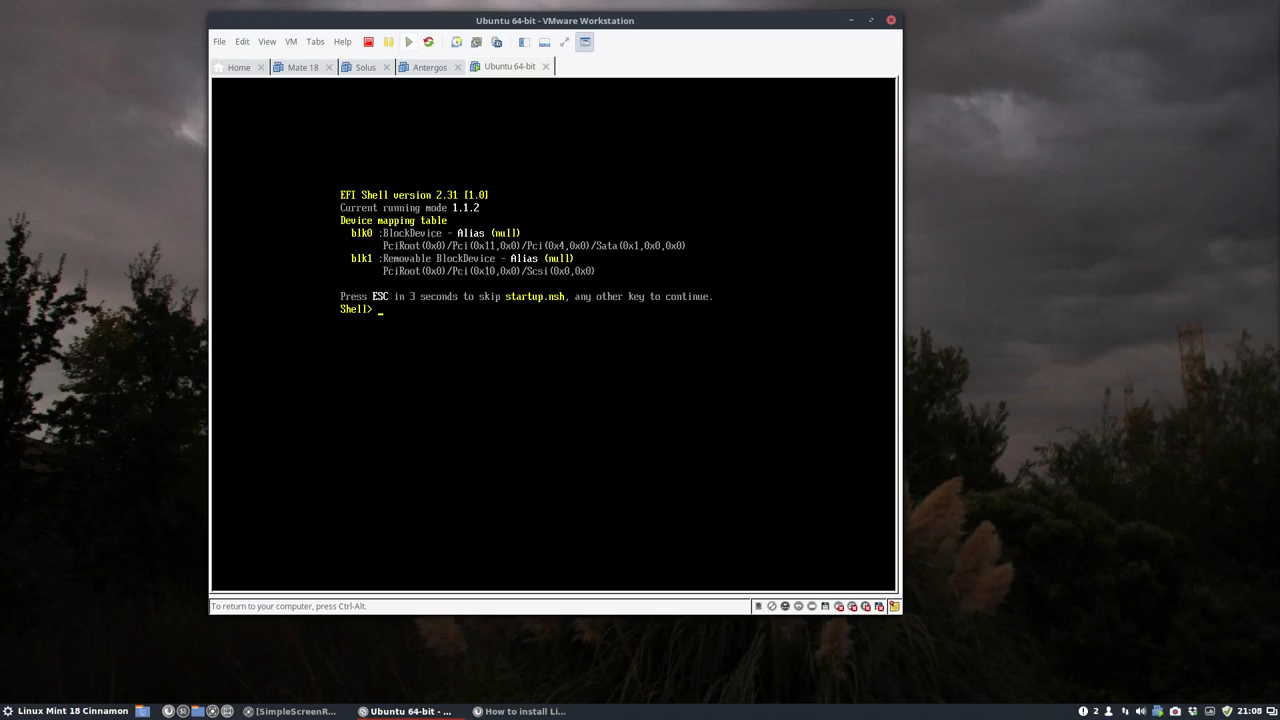 Ubuntu 64-bit - VMware Workstation
File Edit View VM Tabs Help
Home Mate 18 Solus Antergos Ubuntu 64-bit
EFI Shell version 2.31 [1.0]
Current running mode 1.1.2
Device mapping table
blk0 :BlockDevice - Alias (null)
PciRoot(0x0)/Pci(0x11,0x0)/Pci(0x4,0x0)/Sata(0x1,0x0,0x0)
blk1 :Removable BlockDevice - Alias (null)
PciRoot(0x0)/Pci(0x10,0x0)/Scsi(0x0,0x0)
Press ESC in 3 seconds to skip startup.nsh, any other key to continue.
Shell> _
To return to your computer, press Ctrl-Alt.
Linux Mint 18 Cinnamon [SimpleScreenR... Ubuntu 64-bit - ... How to install Li... 2 21:08